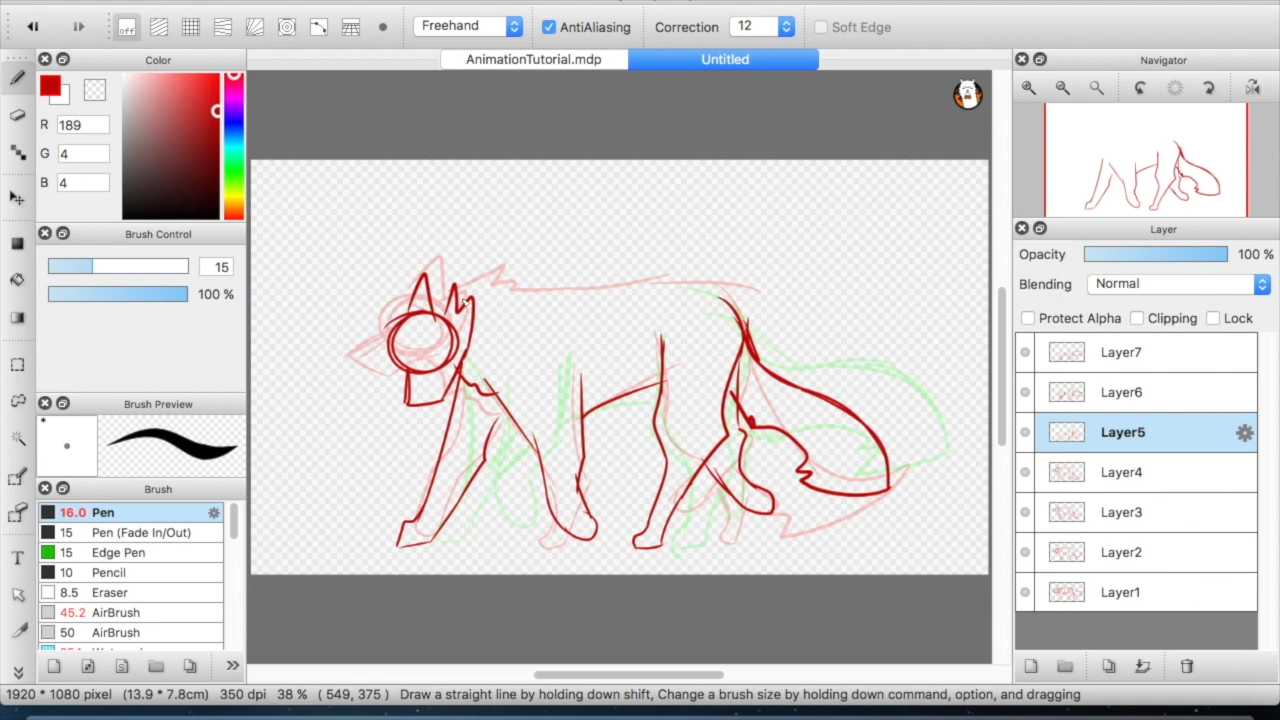 off
Freehand
AntiAliasing
Correction
12
Soft Edge
AnimationTutorial.mdp
Untitled
Color
R 189
G 4
B 4
Brush Control
15
100 %
Brush Preview
*
Brush
16.0 Pen
15 Pen (Fade In/Out)
15 Edge Pen
10 Pencil
8.5 Eraser
45.2 AirBrush
50 AirBrush
Navigator
Layer
Opacity 100 %
Blending Normal
Protect Alpha Clipping Lock
Layer7
Layer6
Layer5
Layer4
Layer3
Layer2
Layer1
T
1920 * 1080 pixel (13.9 * 7.8cm) 350 dpi 38 % ( 549, 375 ) Draw a straight line by holding down shift, Change a brush size by holding down command, option, and dragging